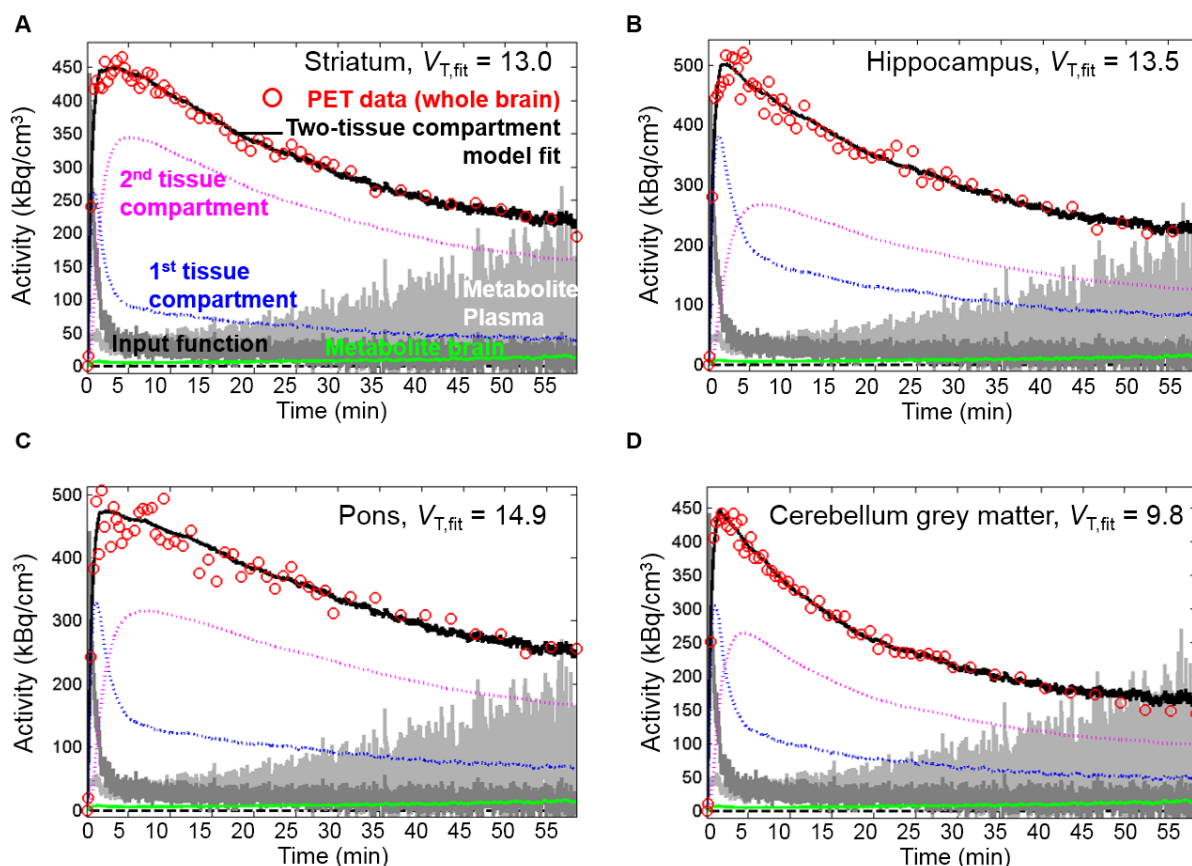 A
Striatum, V_T,fit = 13.0
PET data (whole brain)
Two-tissue compartment
model fit
2nd tissue
compartment
1st tissue
compartment
Metabolite
Plasma
Input function
Metabolite brain
Activity (kBq/cm³)
450
400
350
300
250
200
150
100
50
0
0 5 10 15 20 25 30 35 40 45 50 55
Time (min)
B
Hippocampus, V_T,fit = 13.5
Activity (kBq/cm³)
500
400
300
200
100
0
0 5 10 15 20 25 30 35 40 45 50 55
Time (min)
C
Pons, V_T,fit = 14.9
Activity (kBq/cm³)
500
400
300
200
100
0
0 5 10 15 20 25 30 35 40 45 50 55
Time (min)
D
Cerebellum grey matter, V_T,fit = 9.8
Activity (kBq/cm³)
450
400
350
300
250
200
150
100
50
0
0 5 10 15 20 25 30 35 40 45 50 55
Time (min)